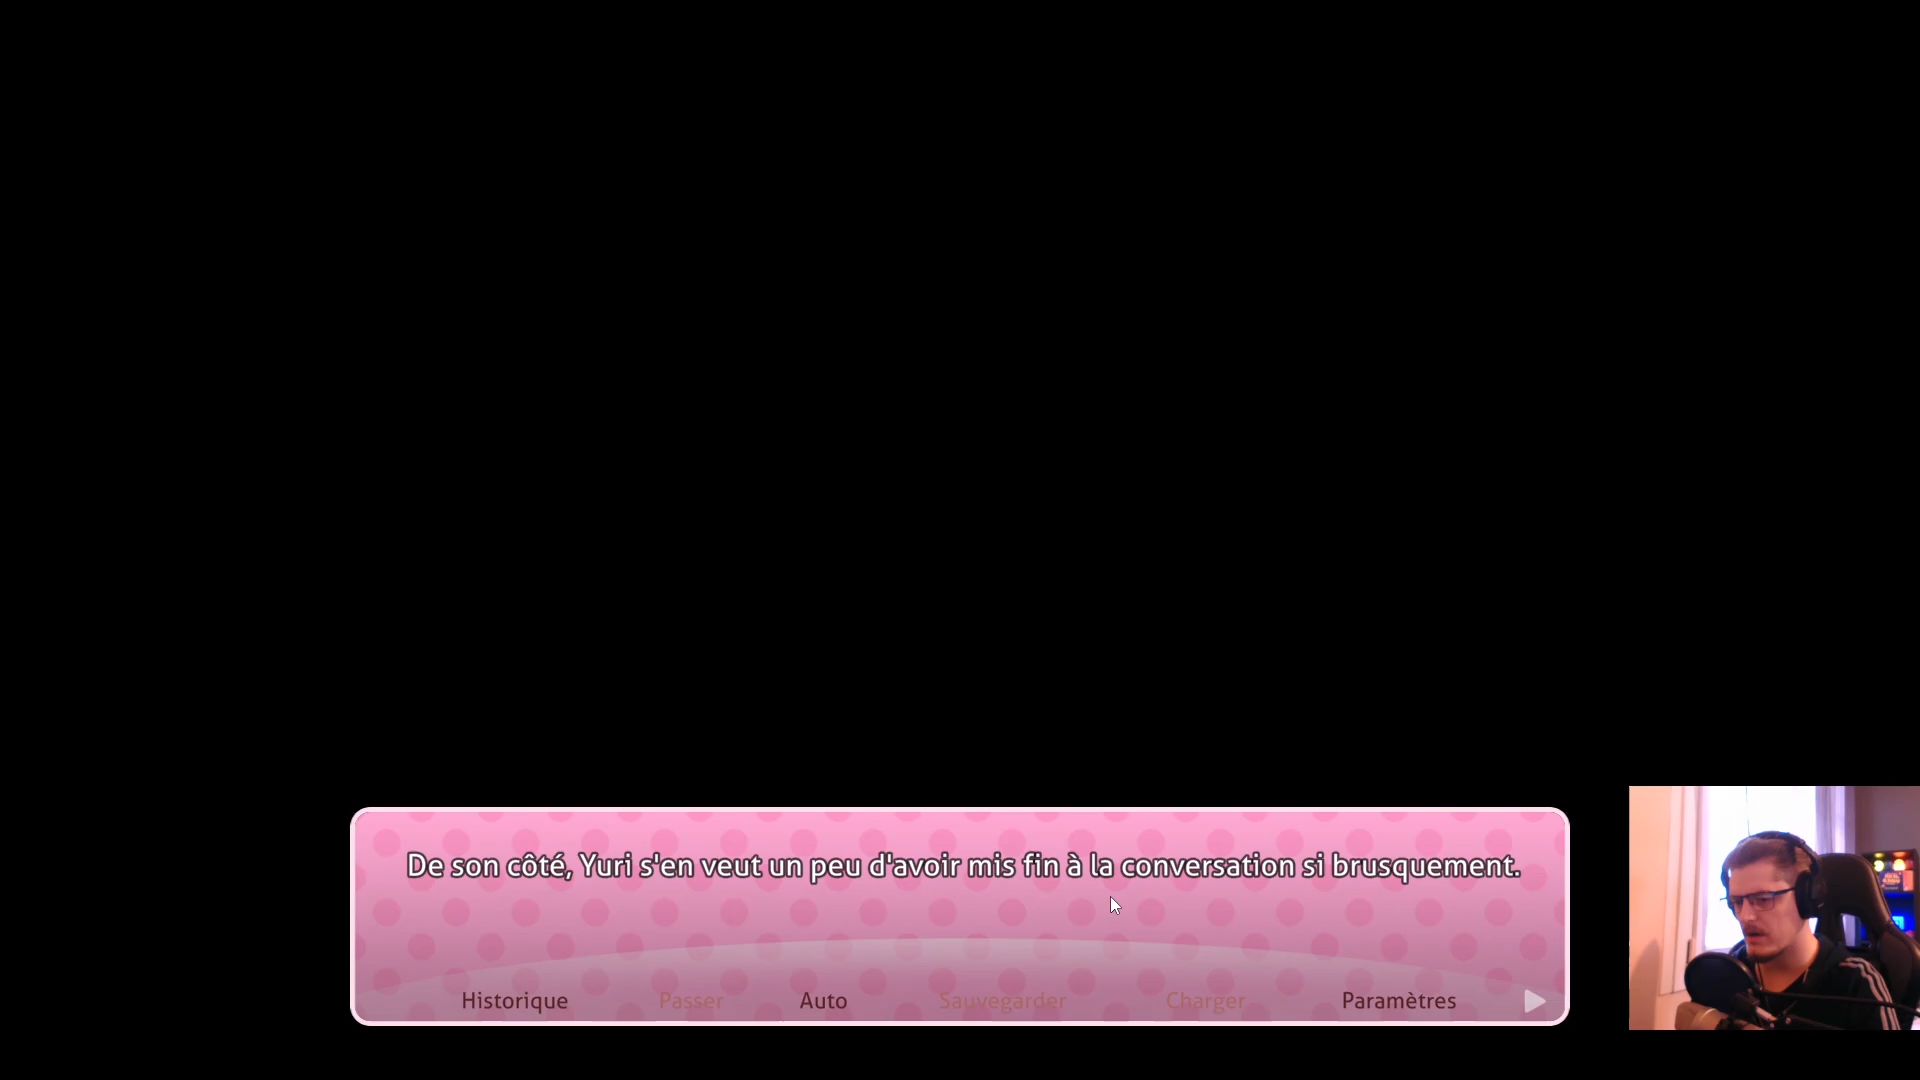 De son côté, Yuri s'en veut un peu d'avoir mis fin à la conversation si brusquement.
Historique Passer Auto Sauvegarder Charger Paramètres